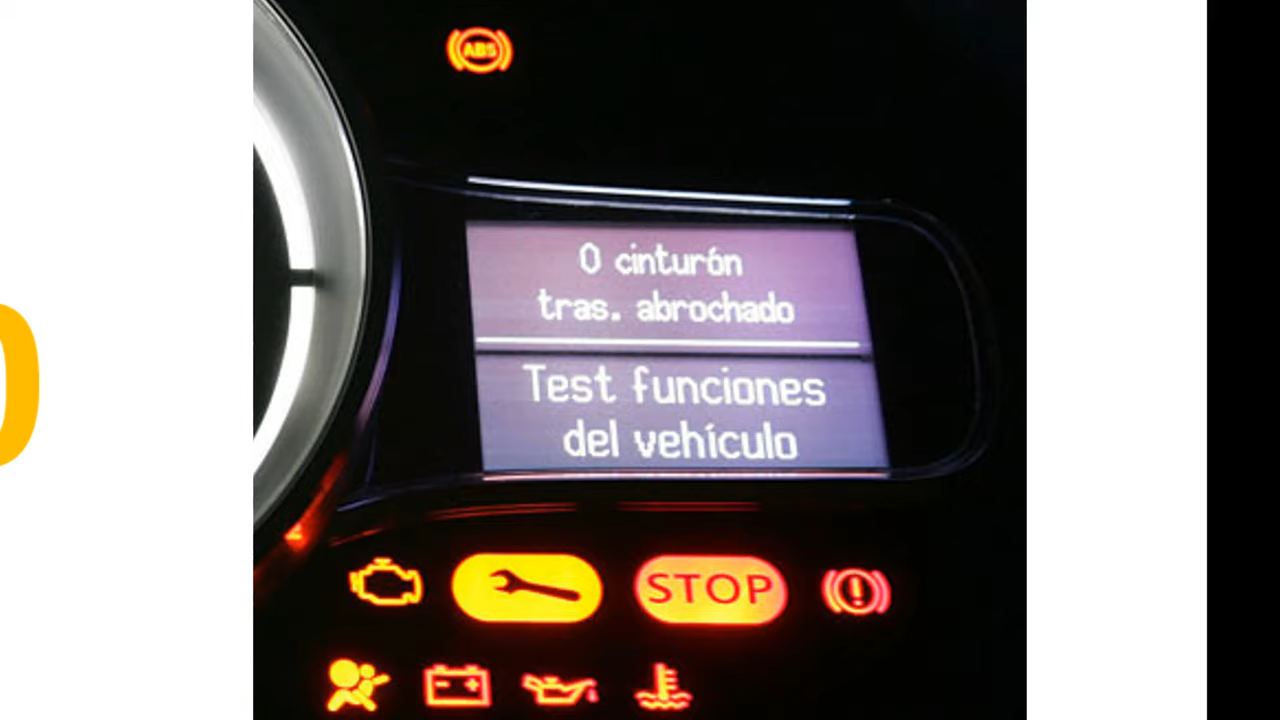 ABS
0 cinturón
tras. abrochado
Test funciones
del vehículo
STOP